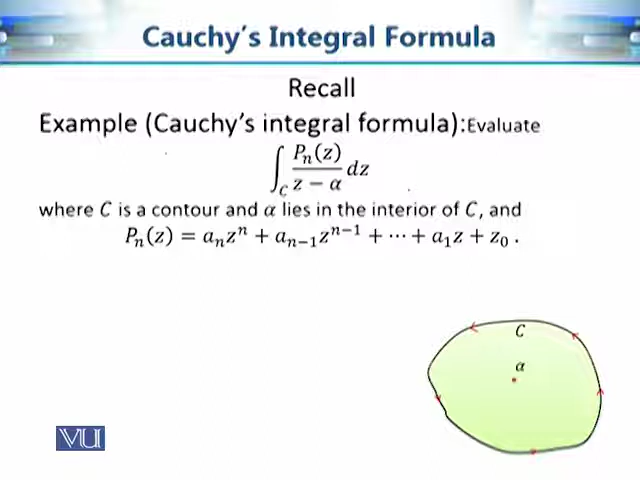 Cauchy's Integral Formula
Recall
Example (Cauchy's integral formula):Evaluate
∫_C P_n(z)/(z − α) dz
where C is a contour and α lies in the interior of C, and
P_n(z) = a_n z^n + a_{n−1} z^{n−1} + ⋯ + a_1 z + z_0 .
C
α
VU